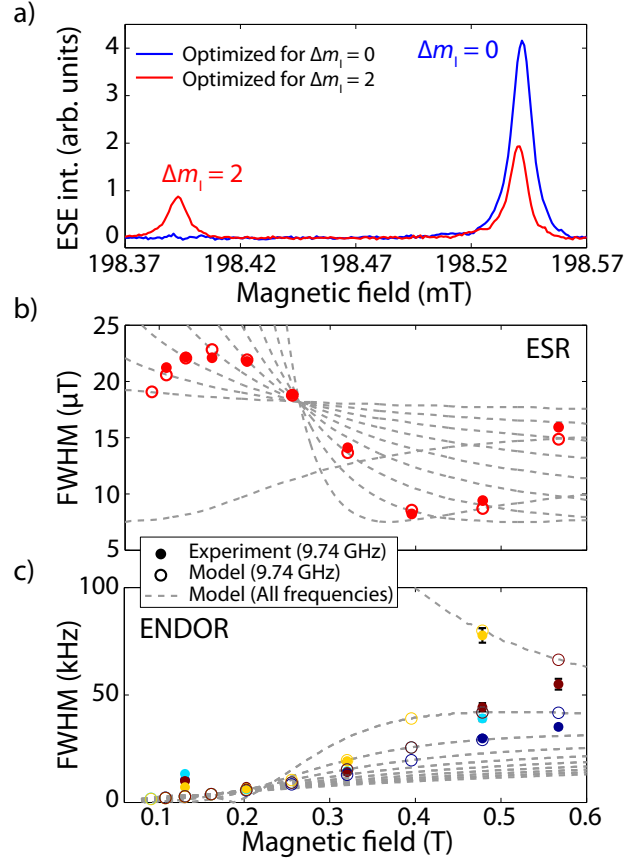 a)
ESE int. (arb. units)
4
3
2
1
0
Optimized for Δm_I = 0
Optimized for Δm_I = 2
Δm_I = 0
Δm_I = 2
198.37 198.42 198.47 198.52 198.57
Magnetic field (mT)
b)
FWHM (μT)
25
20
15
10
5
ESR
Experiment (9.74 GHz)
Model (9.74 GHz)
Model (All frequencies)
c)
FWHM (kHz)
100
50
0
ENDOR
0.1 0.2 0.3 0.4 0.5 0.6
Magnetic field (T)